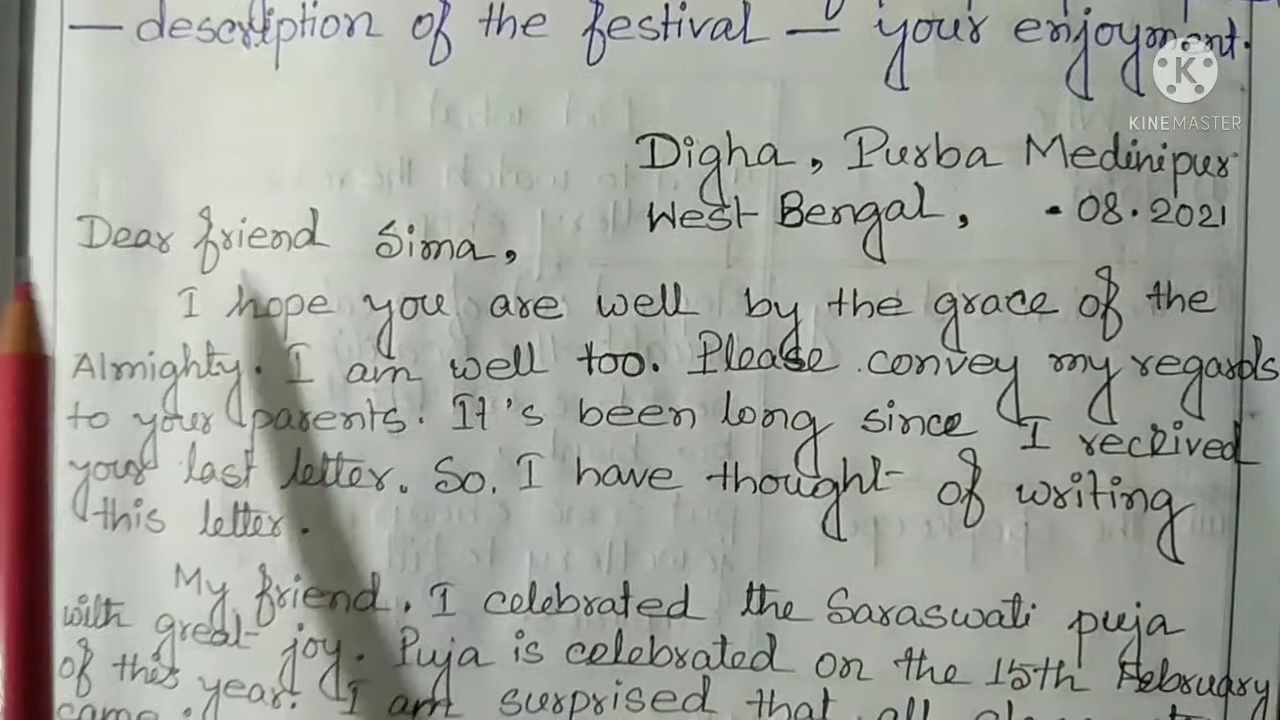 — description of the festival — your enjoyment.
KINEMASTER
Digha, Purba Medinipur
West Bengal, • 08.2021
Dear friend Sima,
I hope you are well by the grace of the
Almighty. I am well too. Please convey my regards
to your parents. It's been long since I received
your last letter. So, I have thought of writing
this letter.
My friend, I celebrated the Saraswati puja
with great joy. Puja is celebrated on the 15th February
of this year. I am surprised that all
came